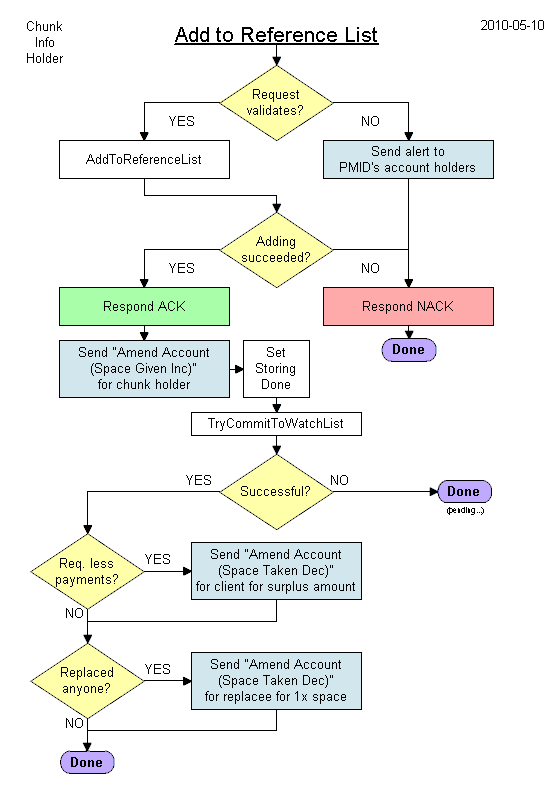 Chunk
Info
Holder
Add to Reference List
2010-05-10
Request
validates?
YES
NO
AddToReferenceList
Send alert to
PMID's account holders
Adding
succeeded?
YES
NO
Respond ACK
Respond NACK
Done
Send "Amend Account
(Space Given Inc)"
for chunk holder
Set
Storing
Done
TryCommitToWatchList
Successful?
YES
NO
Done
(pending...)
Req. less
payments?
YES
Send "Amend Account
(Space Taken Dec)"
for client for surplus amount
NO
Replaced
anyone?
YES
Send "Amend Account
(Space Taken Dec)"
for replacee for 1x space
NO
Done